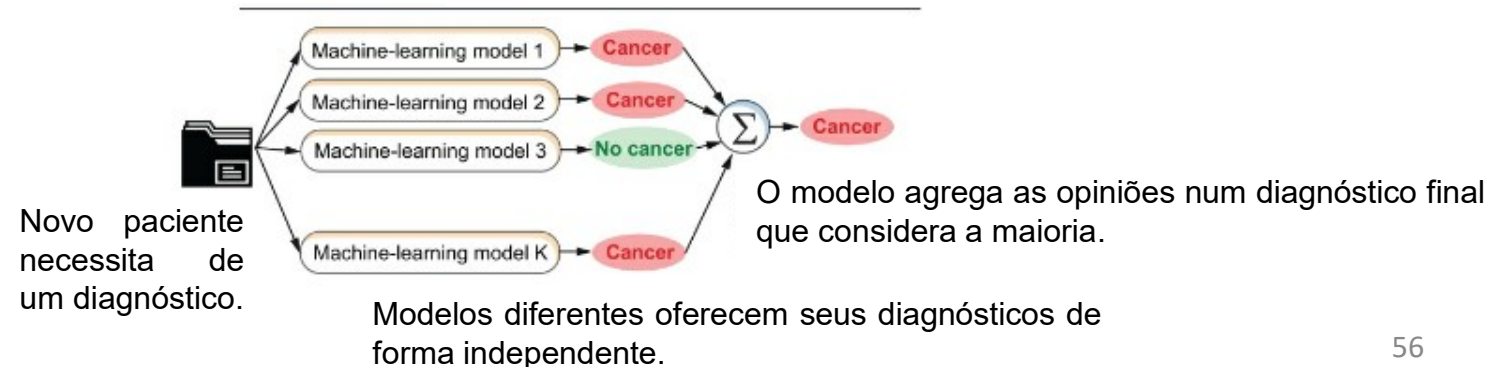 Machine-learning model 1
Cancer
Machine-learning model 2
Cancer
Machine-learning model 3
No cancer
Σ
Cancer
Machine-learning model K
Cancer
Novo paciente
necessita de
um diagnóstico.
O modelo agrega as opiniões num diagnóstico final
que considera a maioria.
Modelos diferentes oferecem seus diagnósticos de
forma independente.
56